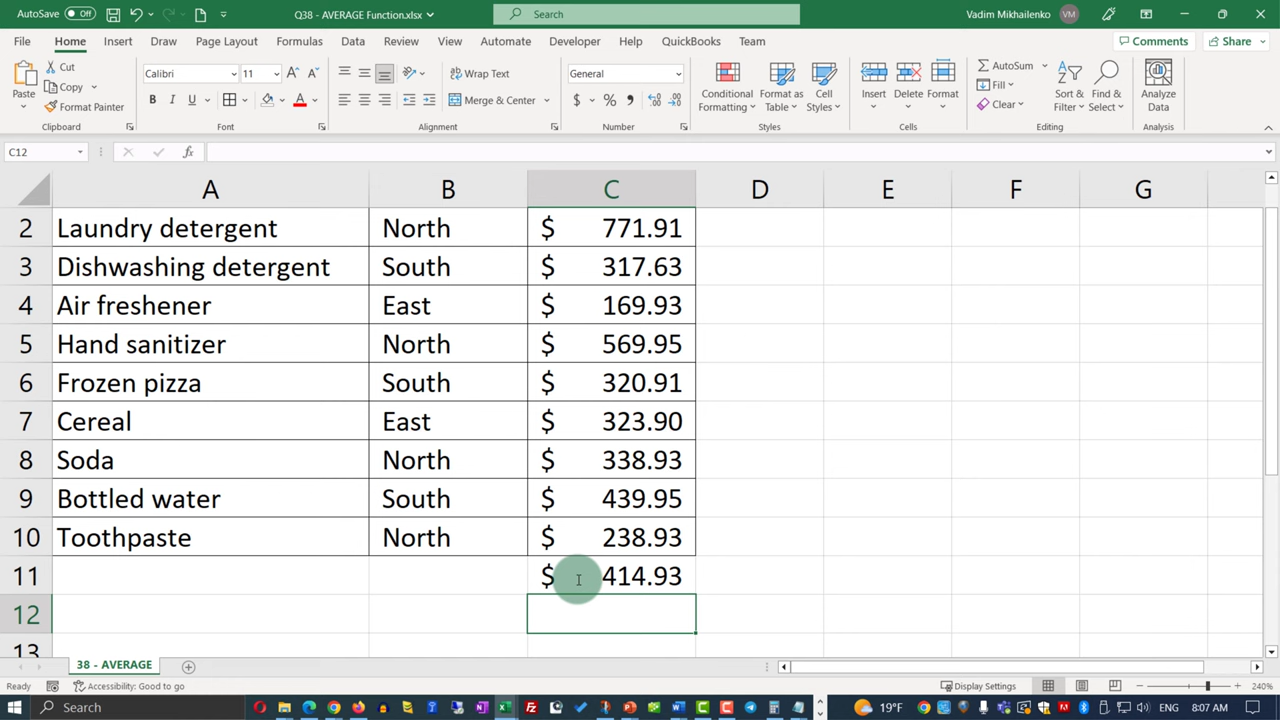 AutoSave Off Q38 - AVERAGE Function.xlsx Search Vadim Mikhailenko VM
File Home Insert Draw Page Layout Formulas Data Review View Automate Developer Help QuickBooks Team Comments Share
Paste Cut Copy Format Painter
Calibri 11 A A B I U A
Wrap Text Merge & Center
General $ % 9
Conditional Formatting Format as Table Cell Styles
Insert Delete Format
AutoSum Fill Clear Sort & Filter Find & Select
Analyze Data
Clipboard Font Alignment Number Styles Cells Editing Analysis
C12 fx
A B C D E F G
2 Laundry detergent North $ 771.91
3 Dishwashing detergent South $ 317.63
4 Air freshener East $ 169.93
5 Hand sanitizer North $ 569.95
6 Frozen pizza South $ 320.91
7 Cereal East $ 323.90
8 Soda North $ 338.93
9 Bottled water South $ 439.95
10 Toothpaste North $ 238.93
11 $ 414.93
12
13
38 - AVERAGE
Ready Accessibility: Good to go Display Settings 240%
Search 19°F ENG 8:07 AM